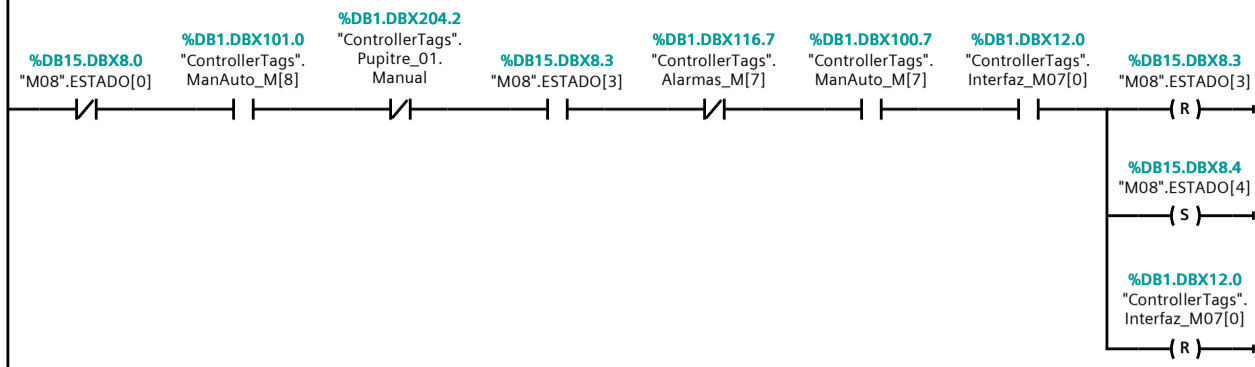 %DB15.DBX8.0
"M08".ESTADO[0]
%DB1.DBX101.0
"ControllerTags".
ManAuto_M[8]
%DB1.DBX204.2
"ControllerTags".
Pupitre_01.
Manual
%DB15.DBX8.3
"M08".ESTADO[3]
%DB1.DBX116.7
"ControllerTags".
Alarmas_M[7]
%DB1.DBX100.7
"ControllerTags".
ManAuto_M[7]
%DB1.DBX12.0
"ControllerTags".
Interfaz_M07[0]
%DB15.DBX8.3
"M08".ESTADO[3]
R
%DB15.DBX8.4
"M08".ESTADO[4]
S
%DB1.DBX12.0
"ControllerTags".
Interfaz_M07[0]
R